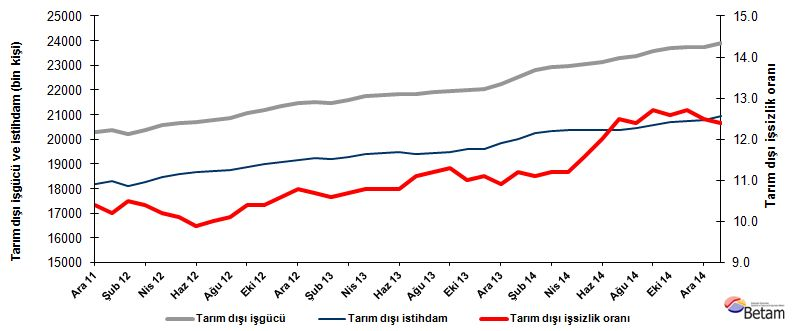 Tarım dışı İşgücü ve istihdam (bin kişi)
25000
24000
23000
22000
21000
20000
19000
18000
17000
16000
15000
15.0
14.0
13.0
12.0
11.0
10.0
9.0
Tarım dışı işsizlik oranı
Ara 11
Şub 12
Nis 12
Haz 12
Ağu 12
Eki 12
Ara 12
Şub 13
Nis 13
Haz 13
Ağu 13
Eki 13
Ara 13
Şub 14
Nis 14
Haz 14
Ağu 14
Eki 14
Ara 14
Tarım dışı işgücü
Tarım dışı istihdam
Tarım dışı işsizlik oranı
Betam